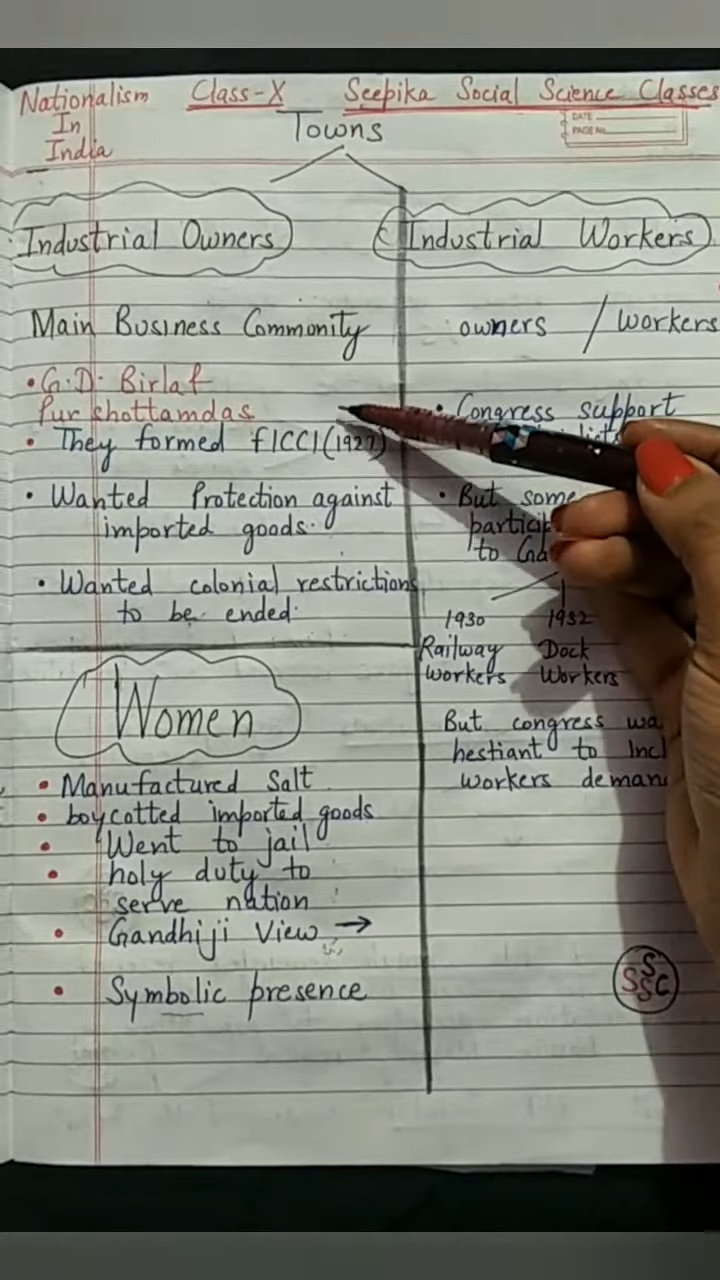 Nationalism Class-X Seepika Social Science Classes
In
India
DATE
PAGE No.
Towns
Industrial Owners
Main Business Community
• G.D. Birla &
Purshottamdas
• They formed FICCI (1927)
• Wanted Protection against
imported goods.
• Wanted colonial restrictions
to be ended.
Women
• Manufactured Salt
• boycotted imported goods
• Went to jail
• holy duty to
serve nation
• Gandhiji View →
• Symbolic presence
Industrial Workers
owners / workers
• Congress support
• But some
to
1930 1932
Railway Dock
workers Workers
But congress wa
hestiant to Incl
workers deman
SSSC